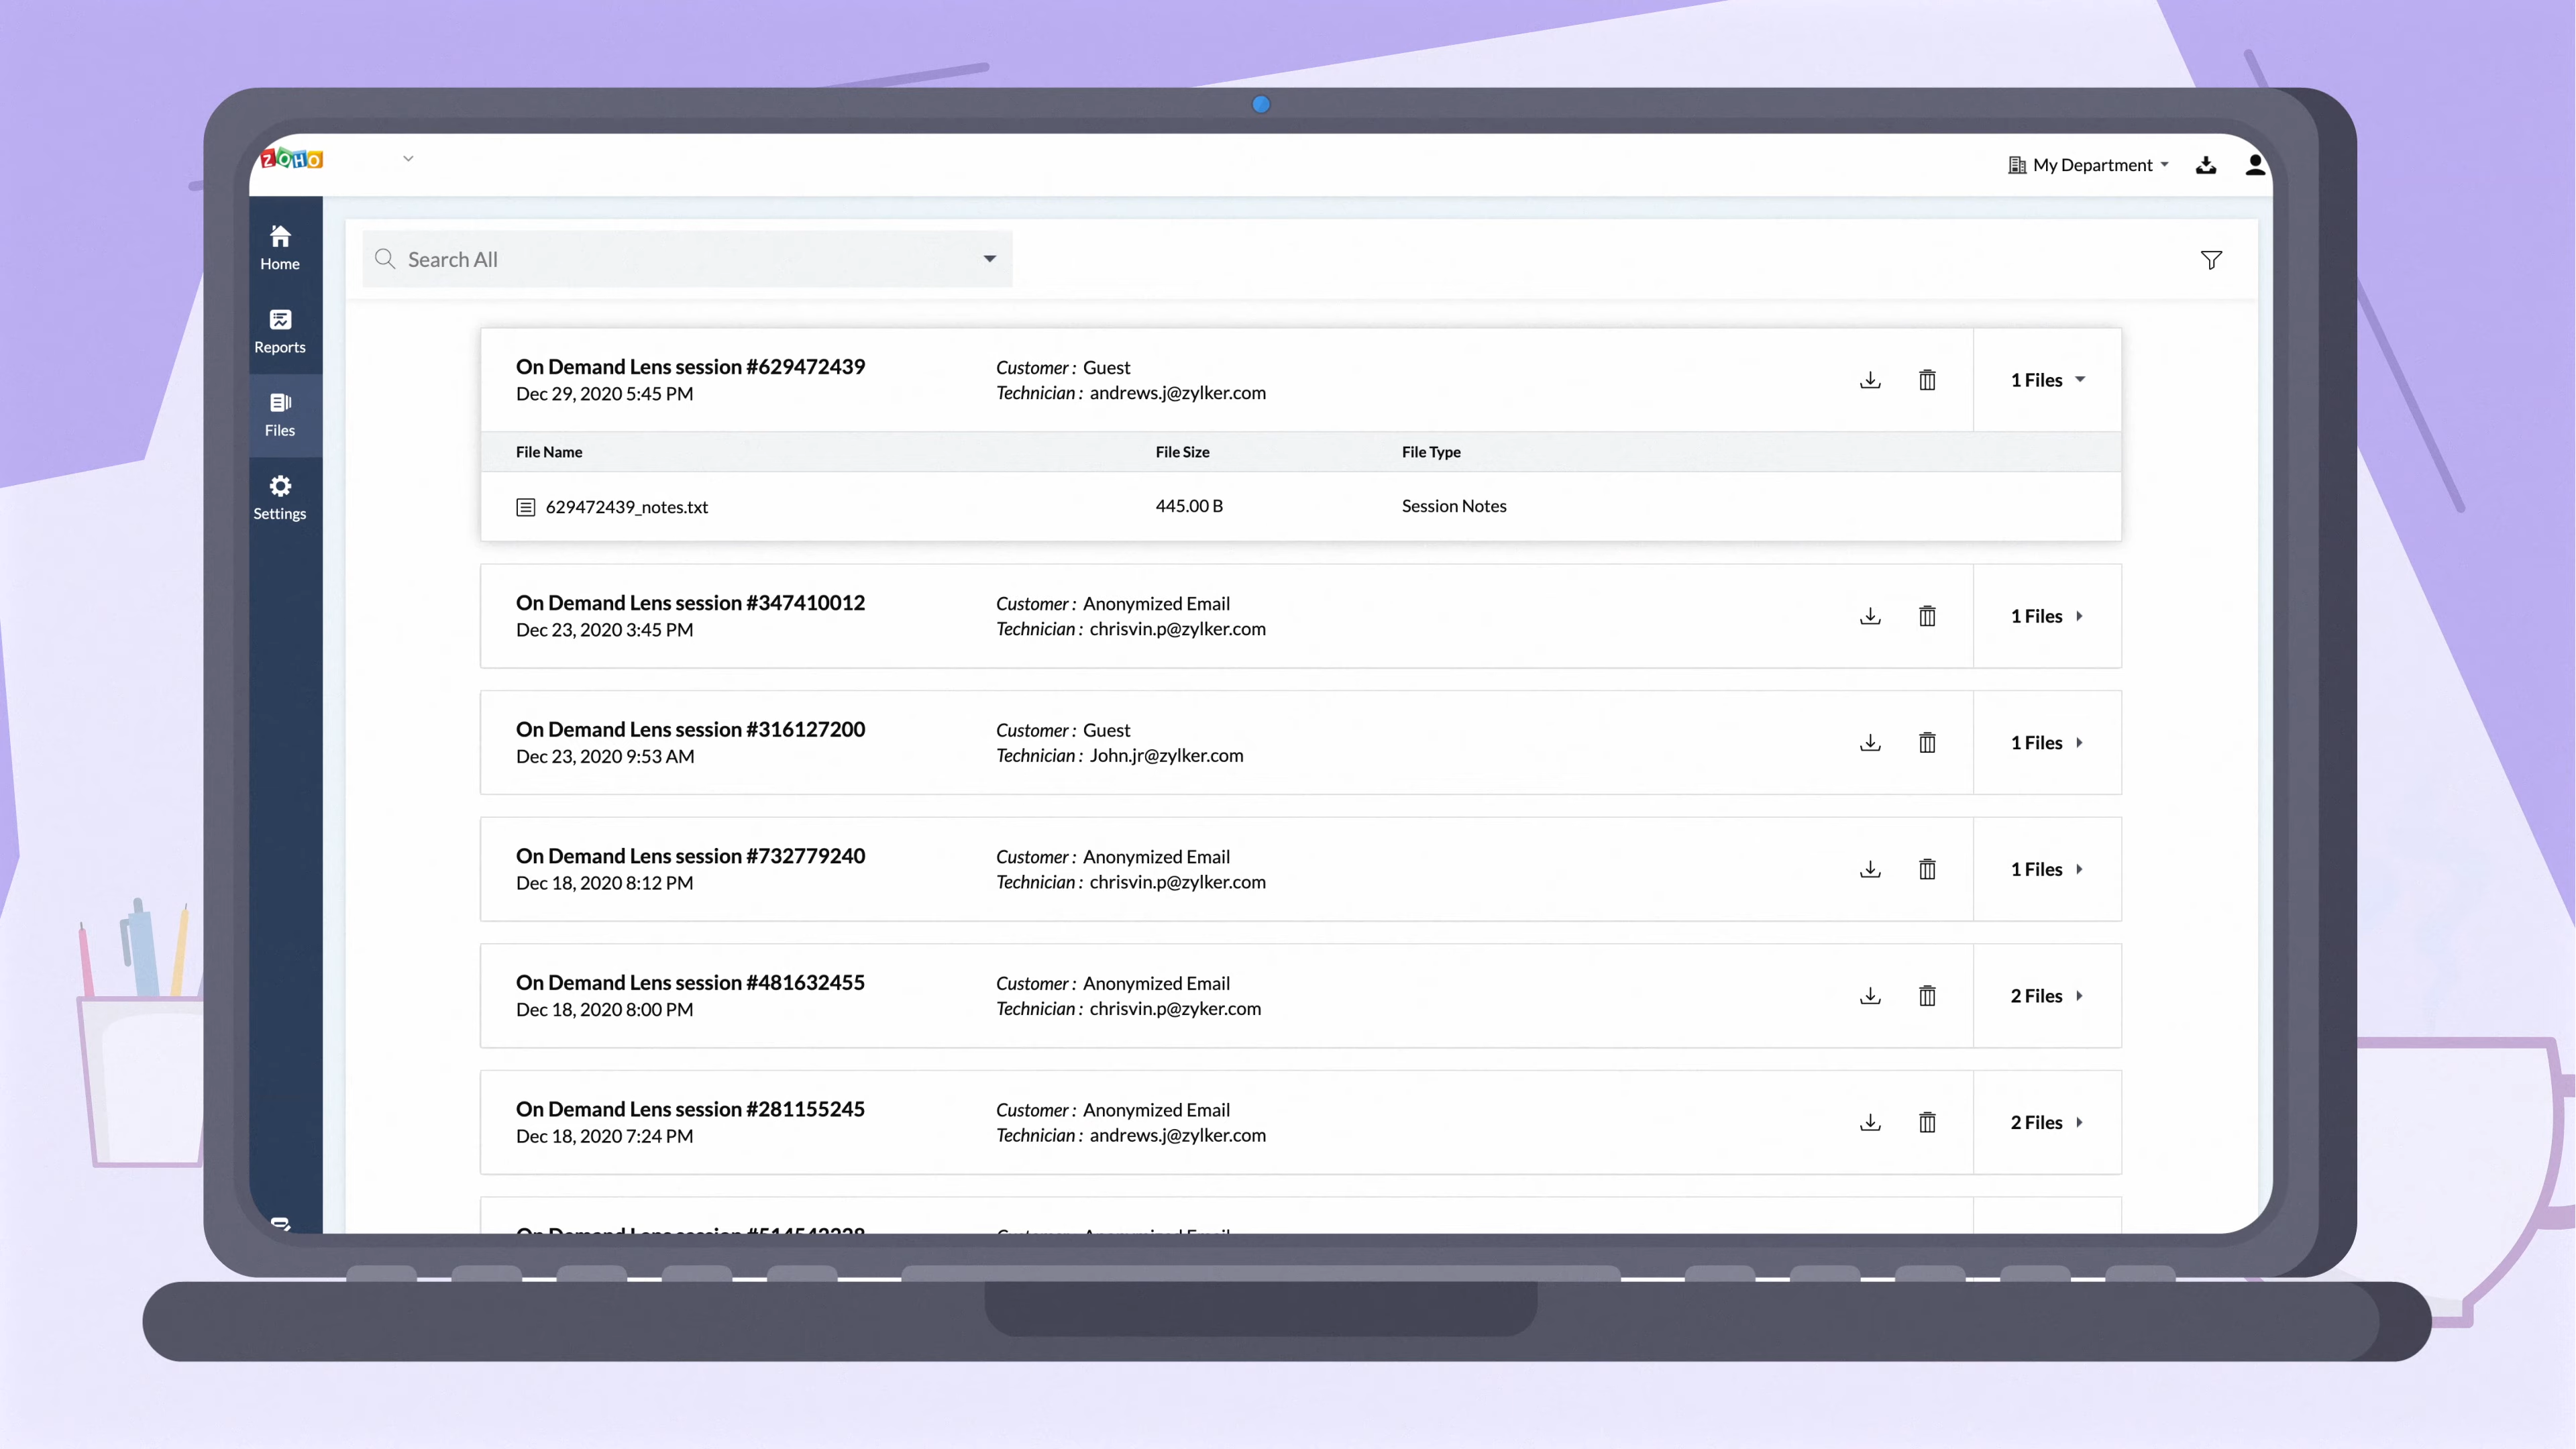 ZOHO
My Department
Home
Reports
Files
Settings
Search All
On Demand Lens session #629472439
Dec 29, 2020 5:45 PM
Customer : Guest
Technician : andrews.j@zylker.com
1 Files
File Name File Size File Type
629472439_notes.txt 445.00 B Session Notes
On Demand Lens session #347410012
Dec 23, 2020 3:45 PM
Customer : Anonymized Email
Technician : chrisvin.p@zylker.com
1 Files
On Demand Lens session #316127200
Dec 23, 2020 9:53 AM
Customer : Guest
Technician : John.jr@zylker.com
1 Files
On Demand Lens session #732779240
Dec 18, 2020 8:12 PM
Customer : Anonymized Email
Technician : chrisvin.p@zylker.com
1 Files
On Demand Lens session #481632455
Dec 18, 2020 8:00 PM
Customer : Anonymized Email
Technician : chrisvin.p@zyker.com
2 Files
On Demand Lens session #281155245
Dec 18, 2020 7:24 PM
Customer : Anonymized Email
Technician : andrews.j@zylker.com
2 Files
On Demand Lens session
Customer : Anonymized Email